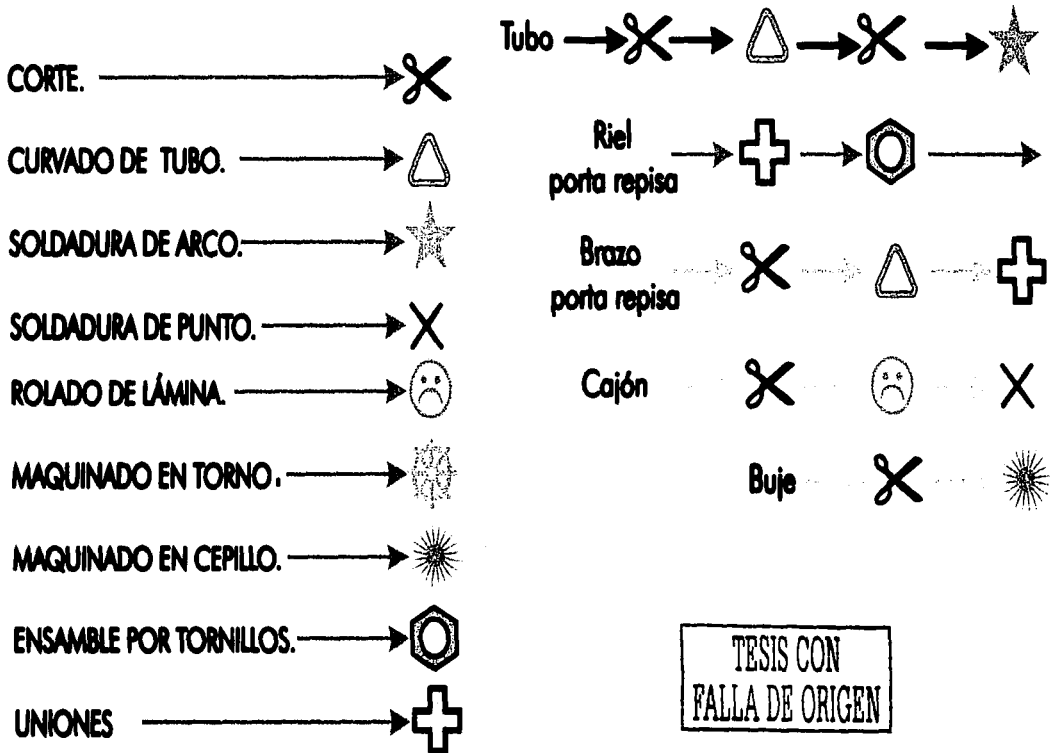 CORTE.
CURVADO DE TUBO.
SOLDADURA DE ARCO.
SOLDADURA DE PUNTO.
ROLADO DE LÁMINA.
MAQUINADO EN TORNO.
MAQUINADO EN CEPILLO.
ENSAMBLE POR TORNILLOS.
UNIONES
Tubo
Riel
porta repisa
Brazo
porta repisa
Cajón
Buje
TESIS CON
FALLA DE ORIGEN